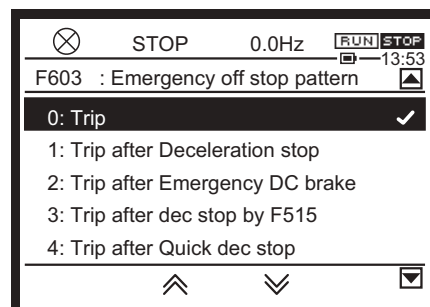 STOP 0.0Hz RUN STOP
13:53
F603 : Emergency off stop pattern
0: Trip
1: Trip after Deceleration stop
2: Trip after Emergency DC brake
3: Trip after dec stop by F515
4: Trip after Quick dec stop